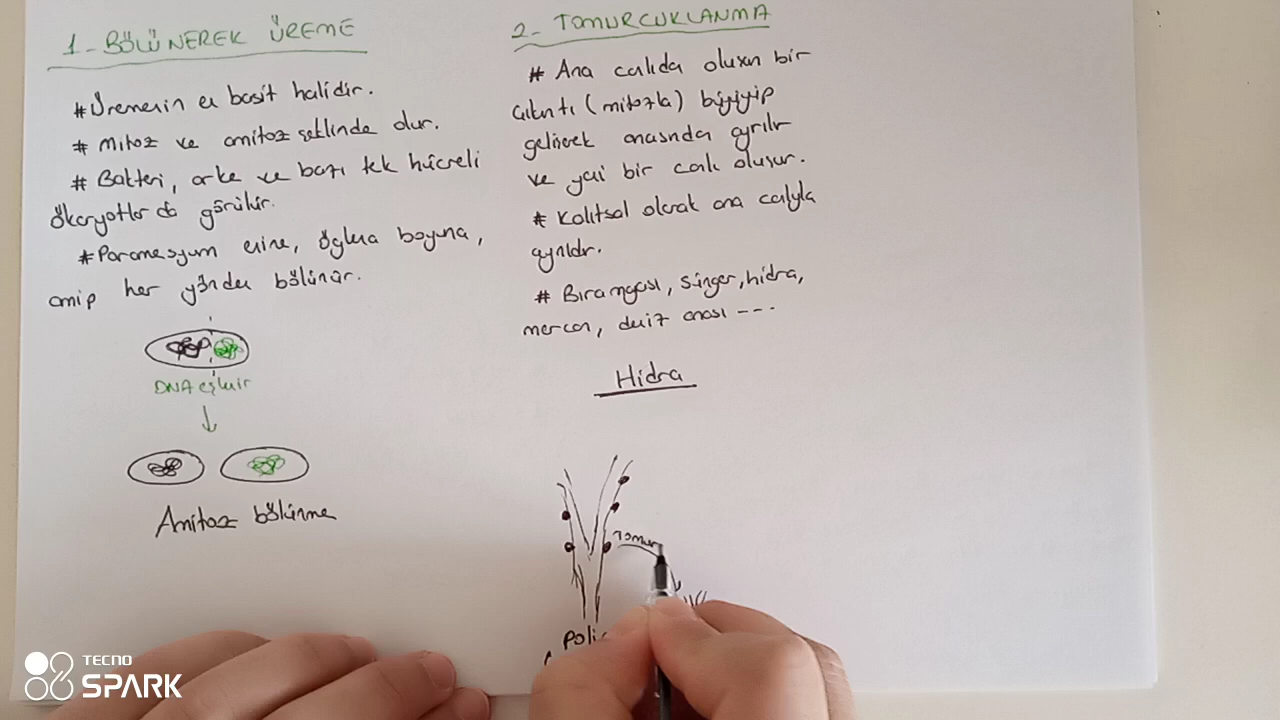 1- BÖLÜNEREK ÜREME
# Üremenin en basit halidir.
# Mitoz ve amitoz şeklinde olur.
# Bakteri, arke ve bazı tek hücreli
ökaryotlarda görülür.
# Paramesyum enine, öglena boyuna,
amip her yönden bölünür.
DNA eşlenir
Amitoz bölünme
2- TOMURCUKLANMA
# Ana canlıda oluşan bir
çıkıntı (mitozla) büyüyüp
gelişerek anasından ayrılır
ve yeni bir canlı oluşur.
# Kalıtsal olarak ana canlıyla
aynıdır.
# Bira mayası, sünger, hidra,
mercan, deniz anası ---
Hidra
Tomur
Poli
TECNO
SPARK